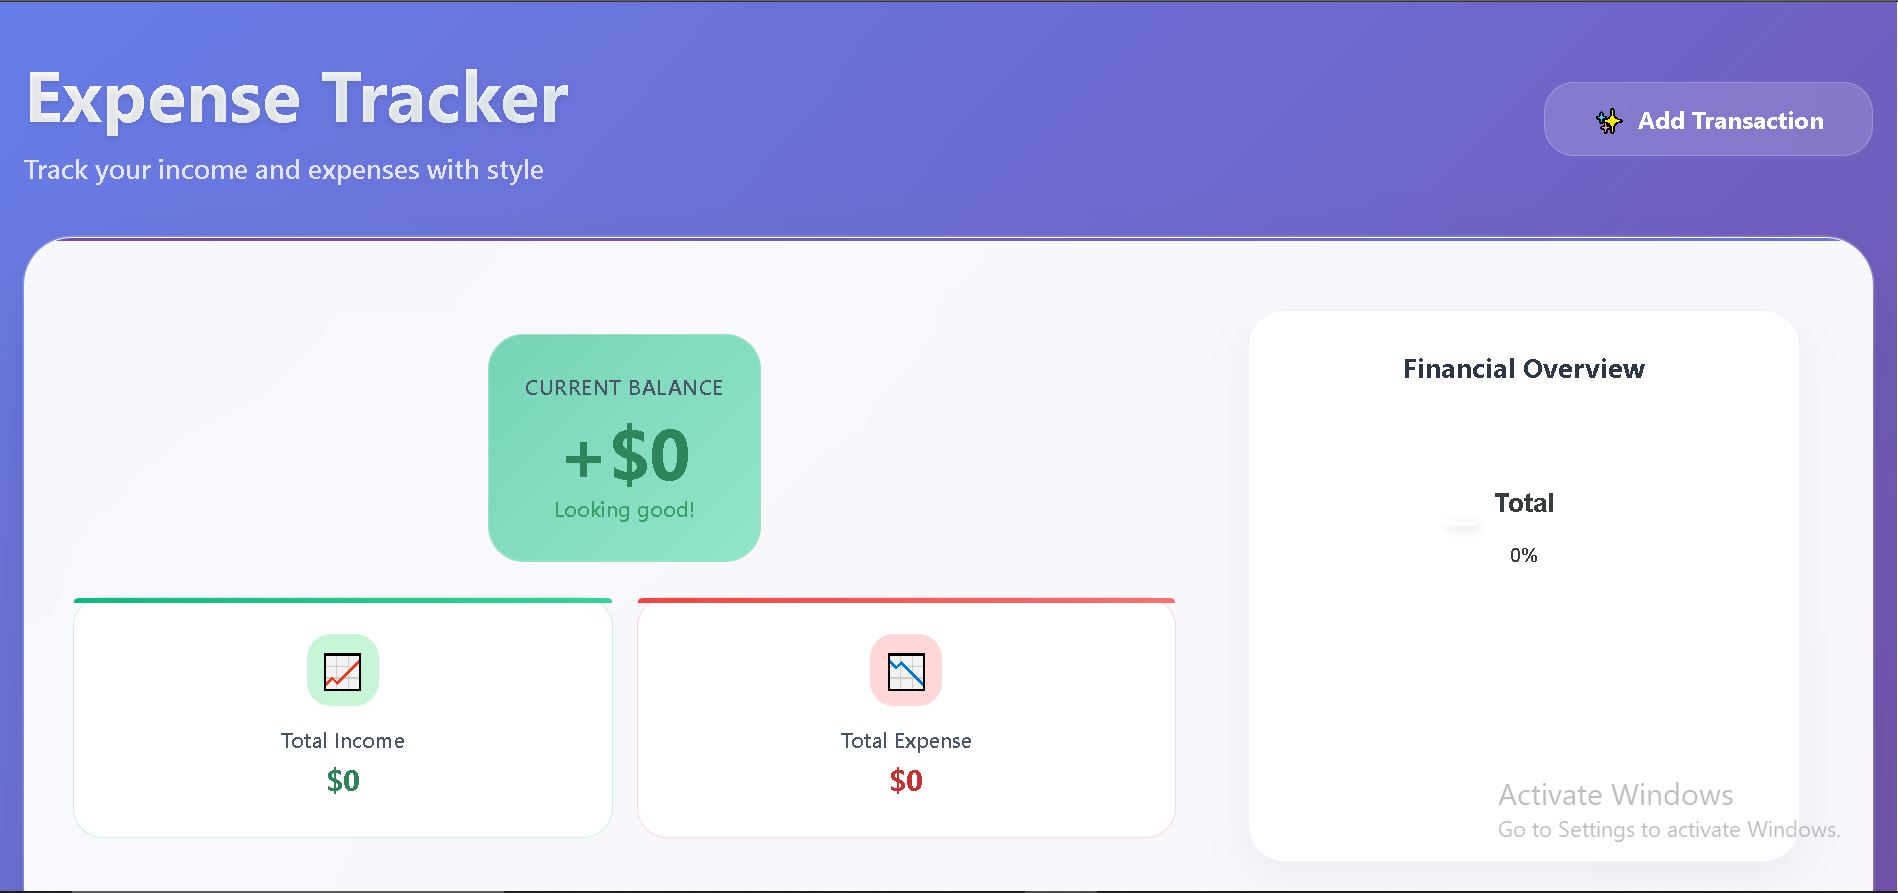 Expense Tracker
Track your income and expenses with style
✨ Add Transaction
CURRENT BALANCE
+$0
Looking good!
Total Income
$0
Total Expense
$0
Financial Overview
Total
0%
Activate Windows
Go to Settings to activate Windows.